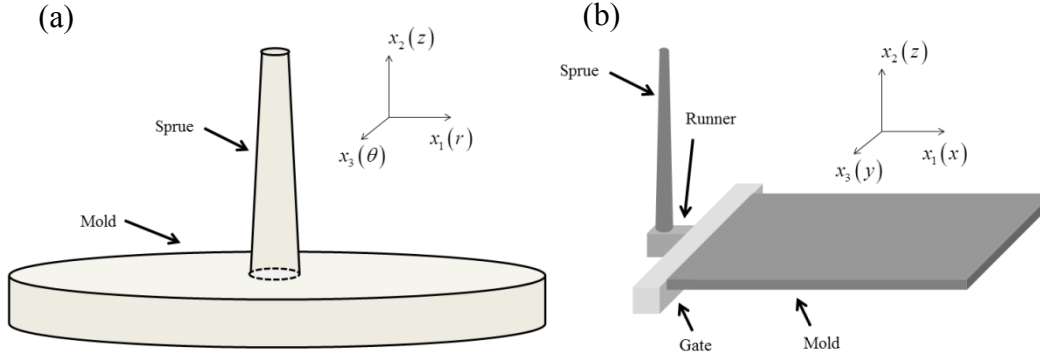 (a)
x₂(z)
Sprue
x₁(r)
x₃(θ)
Mold
(b)
x₂(z)
Sprue
Runner
x₁(x)
x₃(y)
Gate
Mold